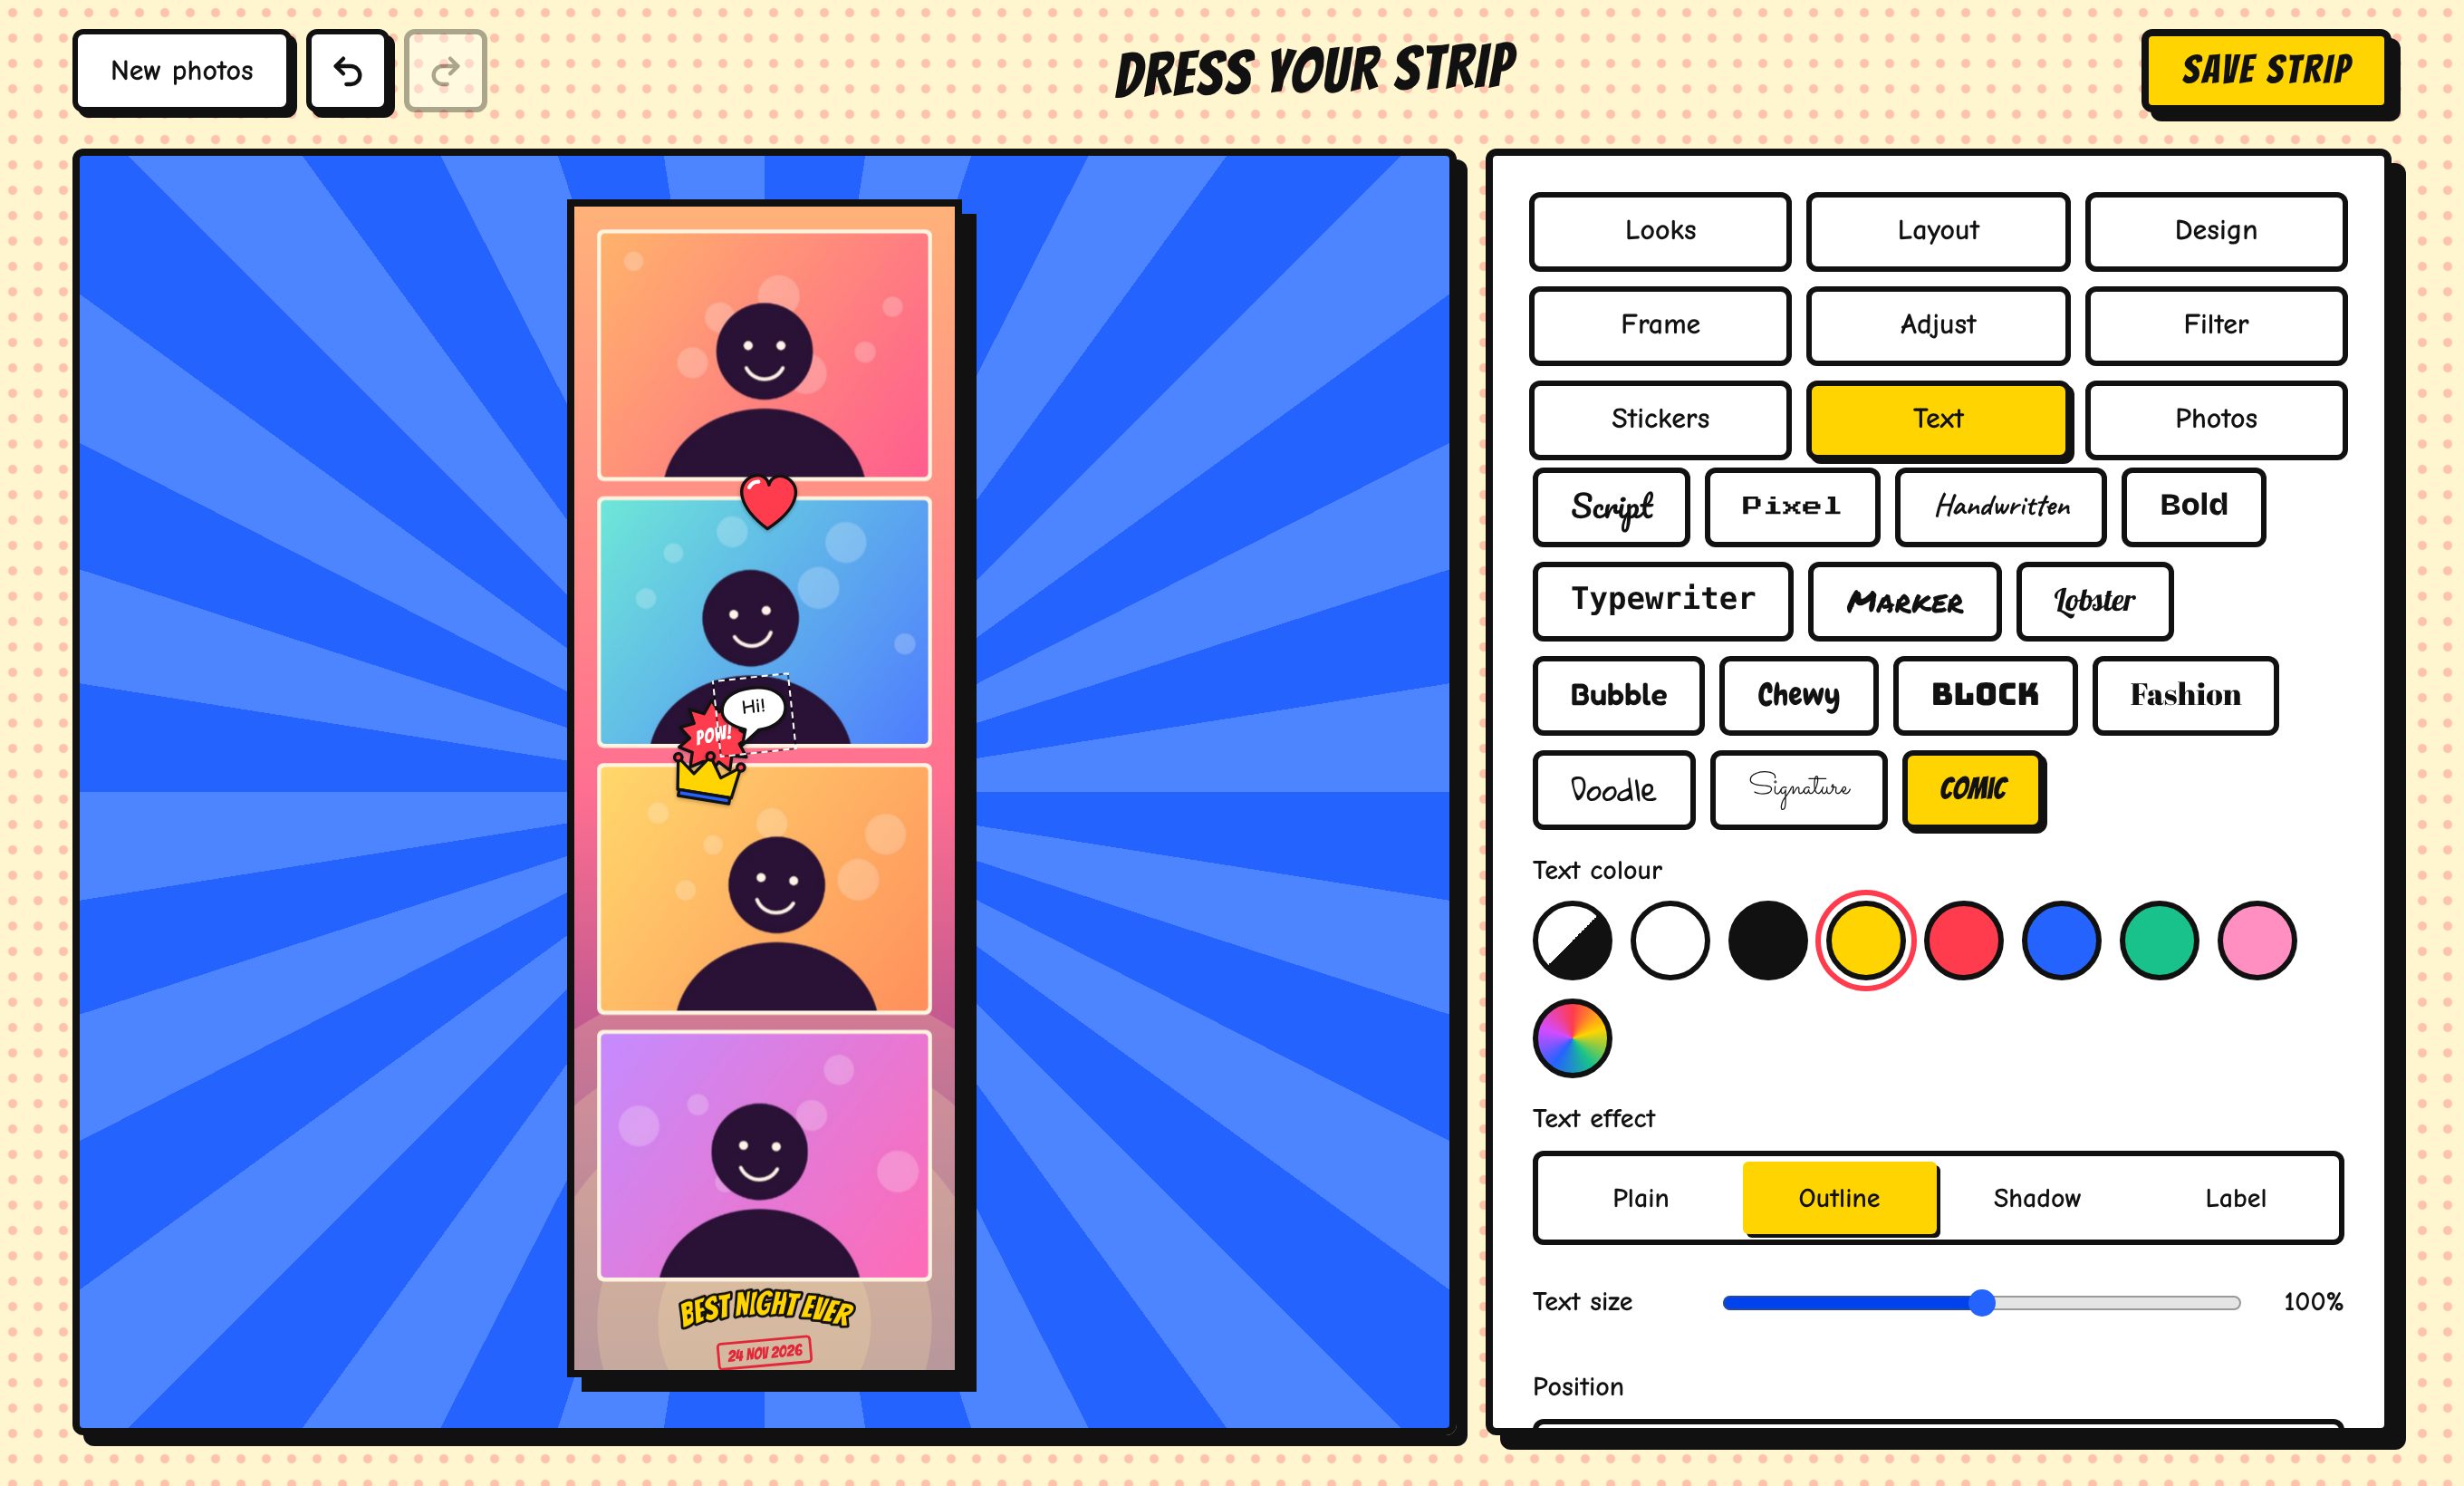 New photos
DRESS YOUR STRIP
SAVE STRIP
Looks
Layout
Design
Frame
Adjust
Filter
Stickers
Text
Photos
Script
Pixel
Handwritten
Bold
Typewriter
MARKER
Lobster
Bubble
Chewy
BLOCK
Fashion
Doodle
Signature
COMIC
Text colour
Text effect
Plain
Outline
Shadow
Label
Text size
100%
Position
Hi!
POW!
BEST NIGHT EVER
24 NOV 2026